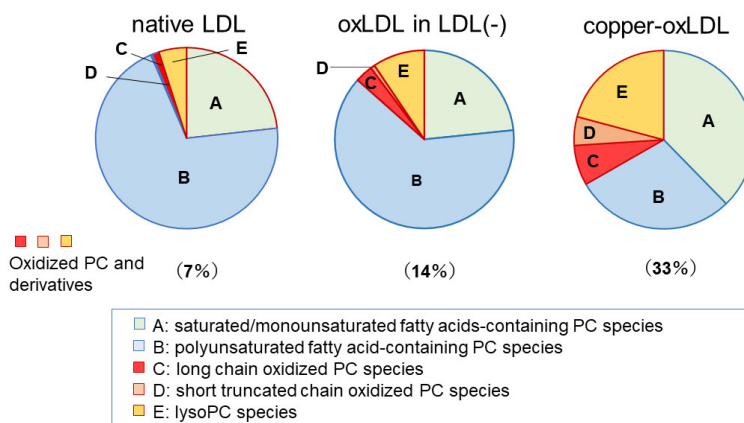 native LDL
oxLDL in LDL(-)
copper-oxLDL
C
E
D
A
B
D
E
C
A
B
E
A
D
C
B
Oxidized PC and
derivatives
(7%)
(14%)
(33%)
A: saturated/monounsaturated fatty acids-containing PC species
B: polyunsaturated fatty acid-containing PC species
C: long chain oxidized PC species
D: short truncated chain oxidized PC species
E: lysoPC species